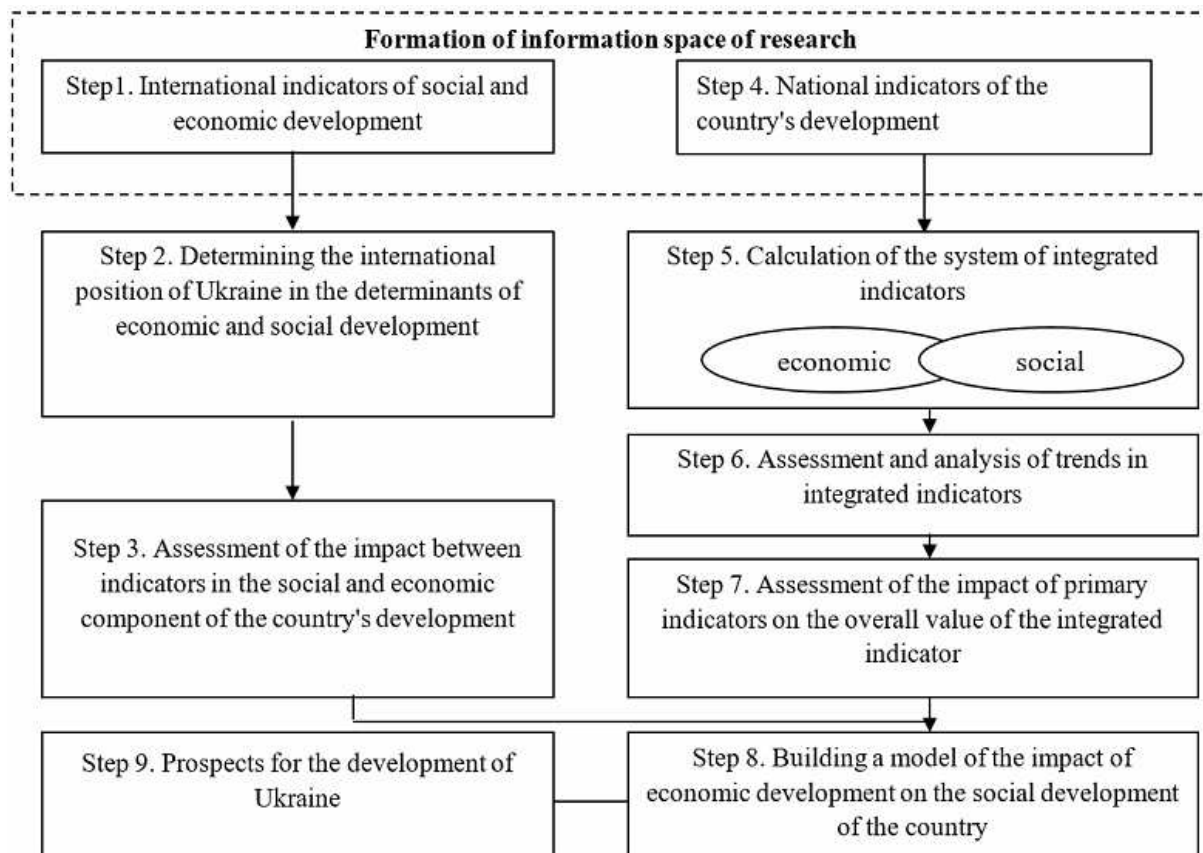 Formation of information space of research
Step1. International indicators of social and
economic development
Step 4. National indicators of the
country's development
Step 2. Determining the international
position of Ukraine in the determinants of
economic and social development
Step 5. Calculation of the system of integrated
indicators
economic
social
Step 6. Assessment and analysis of trends in
integrated indicators
Step 3. Assessment of the impact between
indicators in the social and economic
component of the country's development
Step 7. Assessment of the impact of primary
indicators on the overall value of the integrated
indicator
Step 9. Prospects for the development of
Ukraine
Step 8. Building a model of the impact of
economic development on the social development
of the country